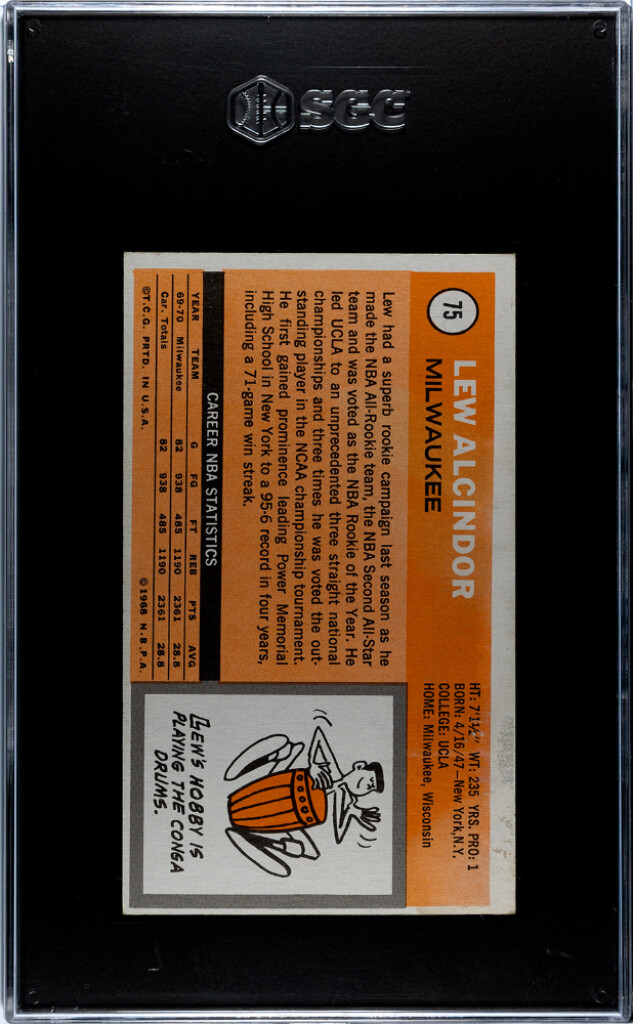 SGC
75
LEW ALCINDOR
MILWAUKEE
HT: 7'1½" WT: 235 YRS. PRO: 1
BORN: 4/16/47—New York,N.Y.
COLLEGE: UCLA
HOME: Milwaukee, Wisconsin
Lew had a superb rookie campaign last season as he
made the NBA All-Rookie team, the NBA Second All-Star
team and was voted as the NBA Rookie of the Year. He
led UCLA to an unprecedented three straight national
championships and three times he was voted the out-
standing player in the NCAA championship tournament.
He first gained prominence leading Power Memorial
High School in New York to a 95-6 record in four years,
including a 71-game win streak.
CAREER NBA STATISTICS
YEAR TEAM G FG FT REB PTS AVG
69-70 Milwaukee 82 938 485 1190 2361 28.8
Car. Totals 82 938 485 1190 2361 28.8
©T.C.G. PRTD. IN U.S.A. ©1968 N.B.P.A.
LEW'S HOBBY IS
PLAYING THE CONGA
DRUMS.